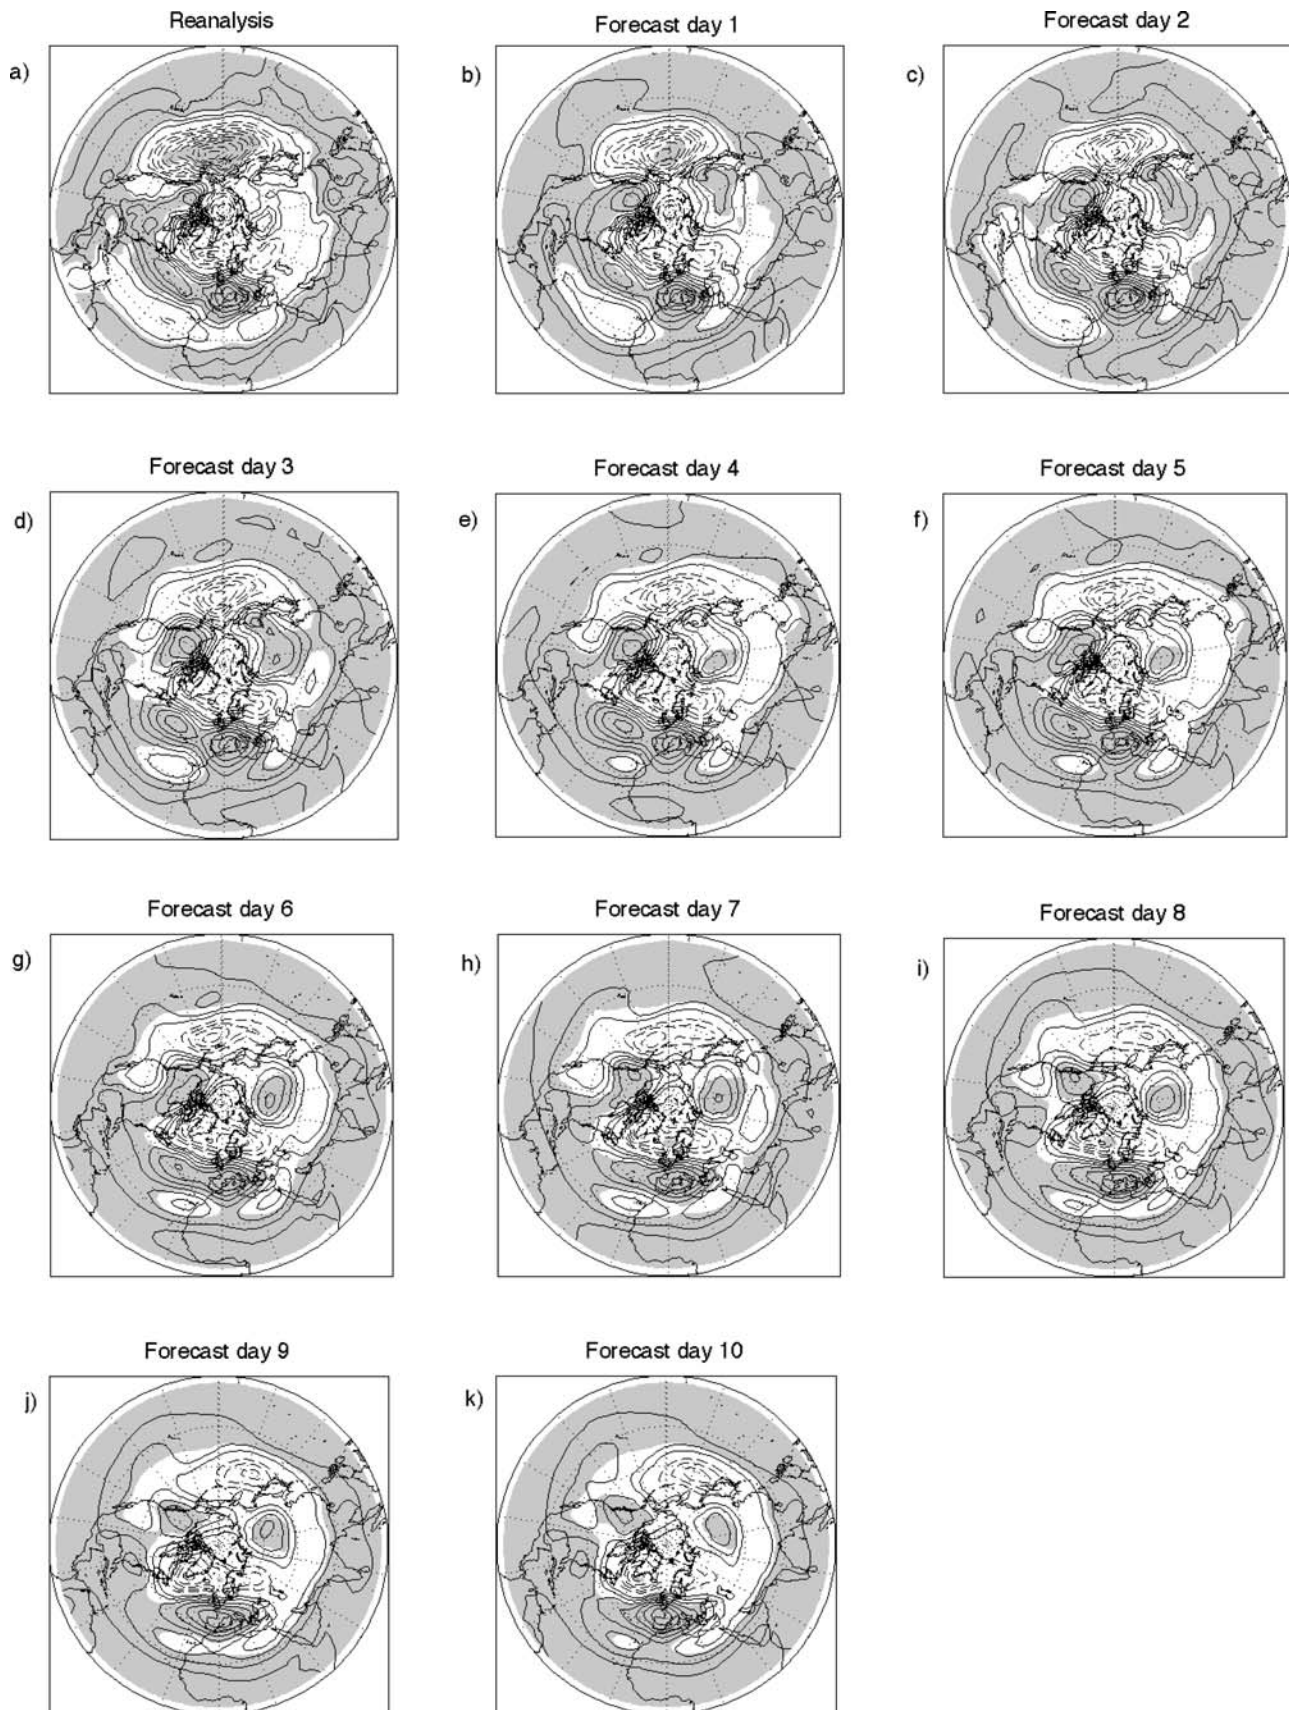 Reanalysis
Forecast day 1
Forecast day 2
a)
b)
c)
Forecast day 3
Forecast day 4
Forecast day 5
d)
e)
f)
Forecast day 6
Forecast day 7
Forecast day 8
g)
h)
i)
Forecast day 9
Forecast day 10
j)
k)